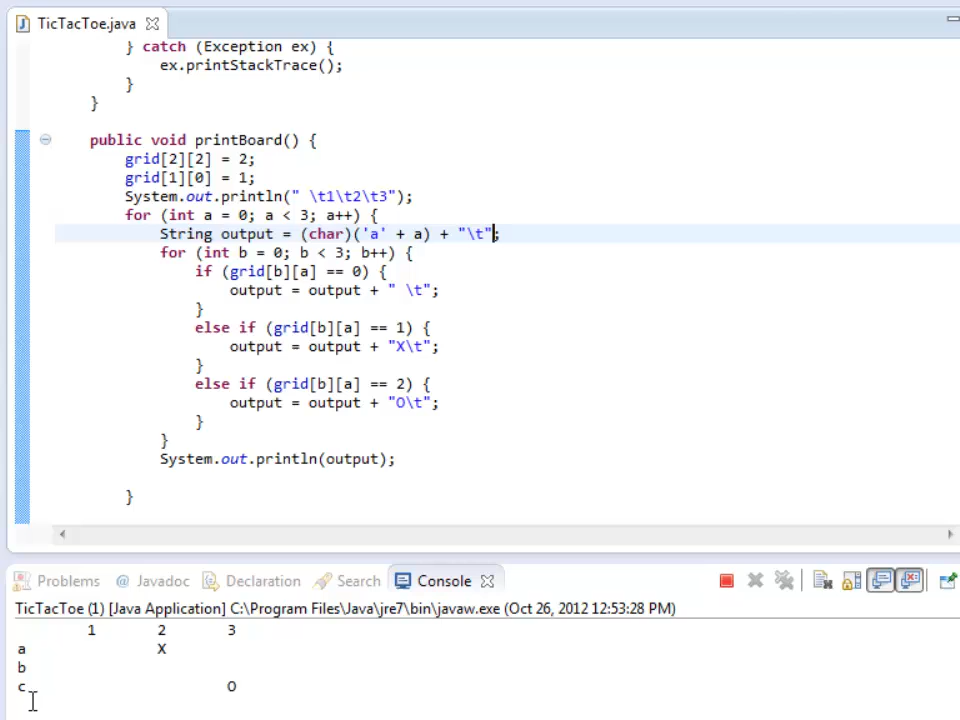 TicTacToe.java
} catch (Exception ex) {
ex.printStackTrace();
}
}
public void printBoard() {
grid[2][2] = 2;
grid[1][0] = 1;
System.out.println(" \t1\t2\t3");
for (int a = 0; a < 3; a++) {
String output = (char)('a' + a) + "\t";
for (int b = 0; b < 3; b++) {
if (grid[b][a] == 0) {
output = output + " \t";
}
else if (grid[b][a] == 1) {
output = output + "X\t";
}
else if (grid[b][a] == 2) {
output = output + "O\t";
}
}
System.out.println(output);
}
Problems @ Javadoc Declaration Search Console
TicTacToe (1) [Java Application] C:\Program Files\Java\jre7\bin\javaw.exe (Oct 26, 2012 12:53:28 PM)
1 2 3
a X
b
c O